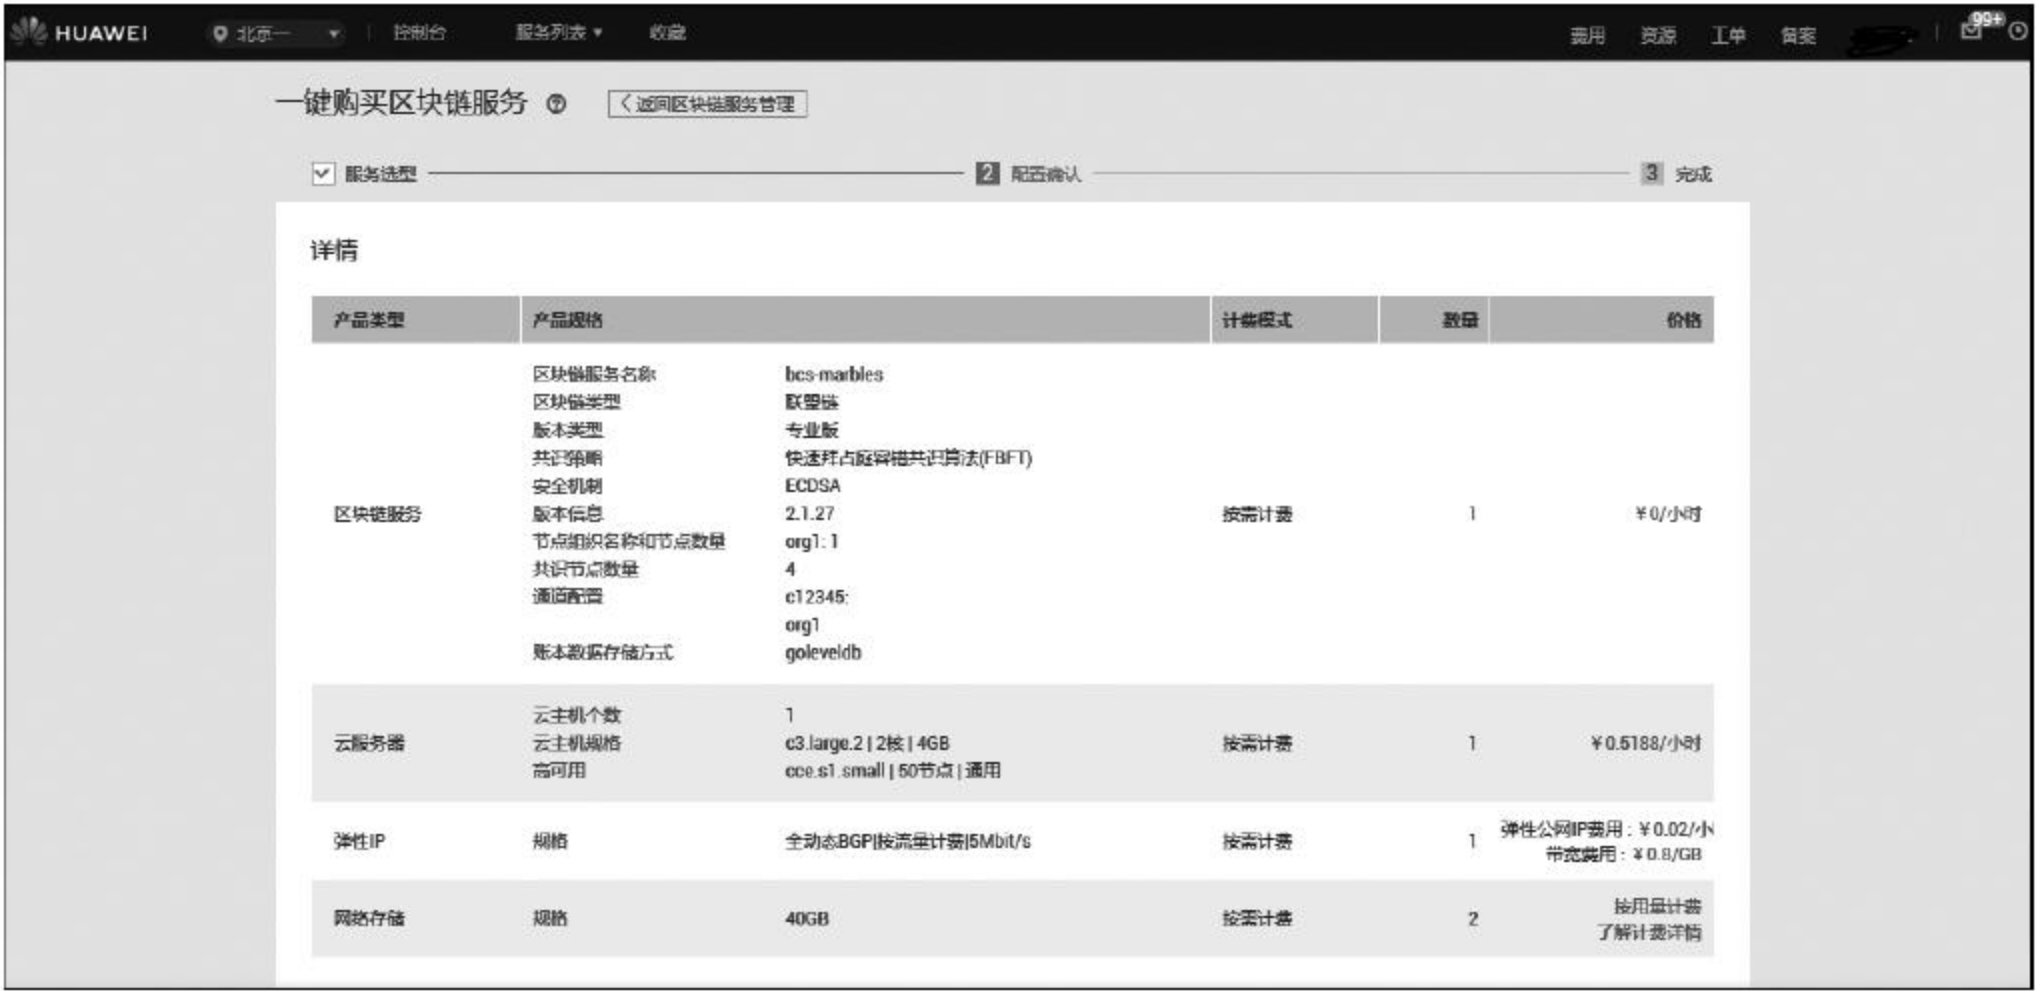 HUAWEI 北京一 控制台 服务列表 收藏 费用 资源 工单 备案 99+
一键购买区块链服务 返回区块链服务管理
服务选型 2 配置确认 3 完成
详情
产品类型 产品规格 计费模式 数量 价格
区块链服务名称 bcs-marbles
区块链类型 联盟链
版本类型 专业版
共识策略 快速拜占庭容错共识算法(FBFT)
安全机制 ECDSA
区块链服务 版本信息 2.1.27 按需计费 1 ¥0/小时
节点组织名称和节点数量 org1: 1
共识节点数量 4
通道配置 c12345:
org1
账本数据存储方式 goleveldb
云主机个数 1
云服务器 云主机规格 c3.large.2 | 2核 | 4GB 按需计费 1 ¥0.5188/小时
高可用 cce.s1.small | 50节点 | 通用
弹性IP 规格 全动态BGP|按流量计费|5Mbit/s 按需计费 1 弹性公网IP费用：¥0.02/小
带宽费用：¥0.8/GB
网络存储 规格 40GB 按需计费 2 按用量计费
了解计费详情